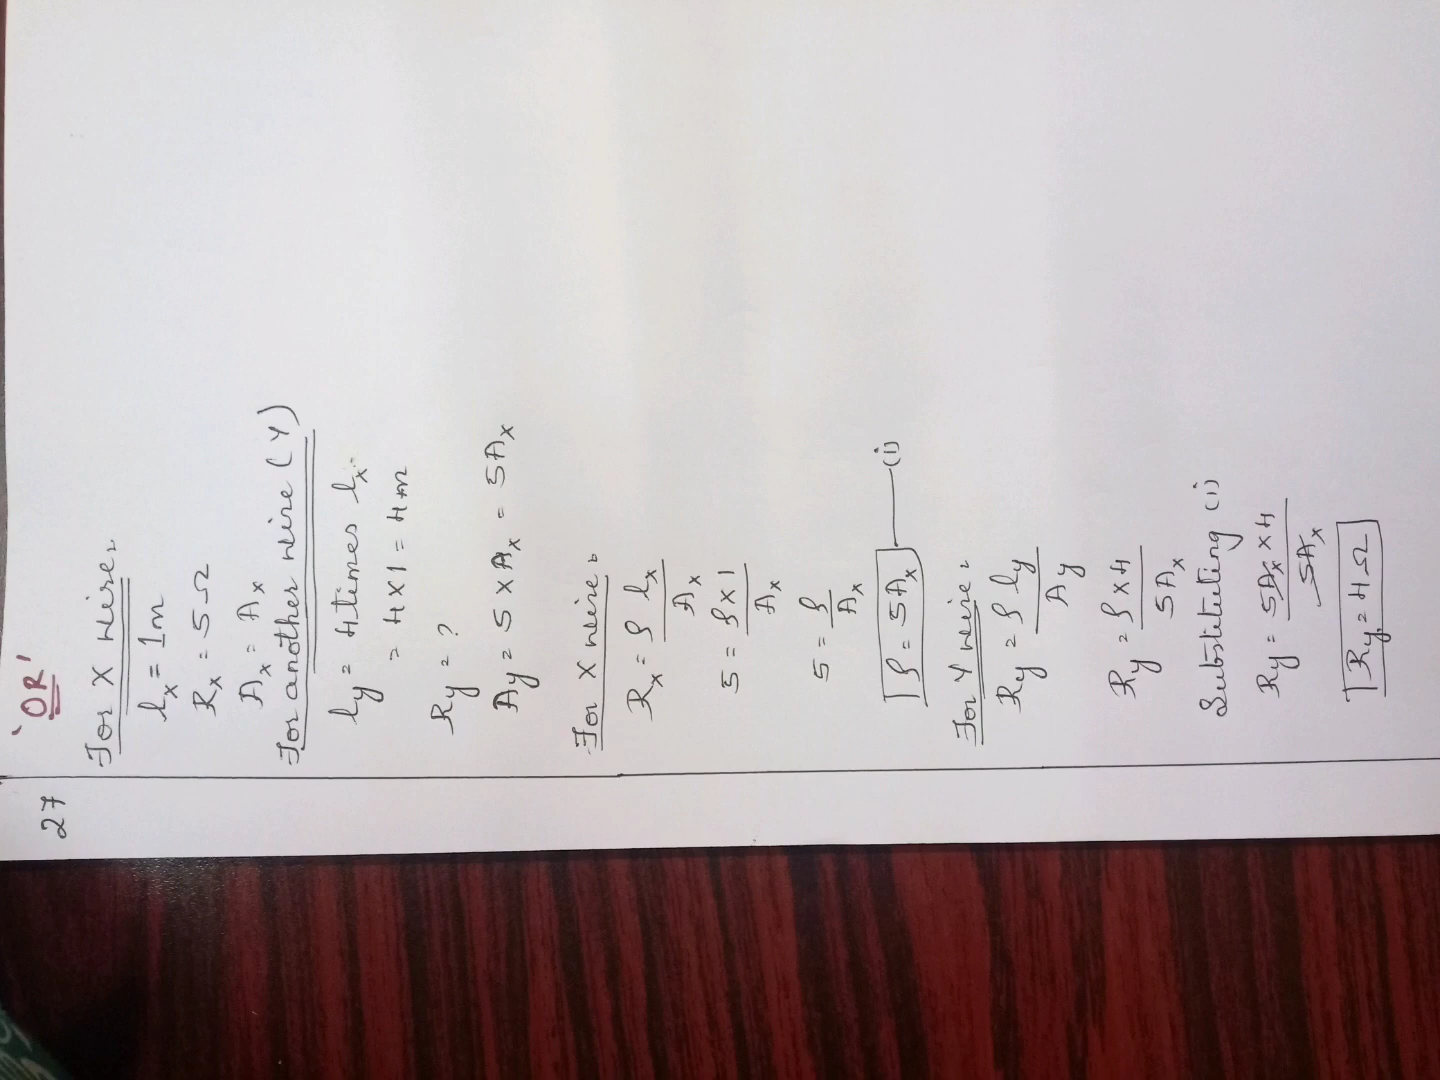 27
'OR'
For X wire:
lx = 1m
Rx = 5Ω
Ax = Ax
For another wire (Y)
ly = 4times lx
= 4×1 = 4m
Ry = ?
Ay = 5×Ax = 5Ax
For X wire:
Rx = ρ lx
Ax
5 = ρ×1
Ax
5 = ρ
Ax
ρ = 5Ax —(i)
For Y wire:
Ry = ρ ly
Ay
Ry = ρ×4
5Ax
Substituting (i)
Ry = 5Ax×4
5Ax
Ry = 4Ω